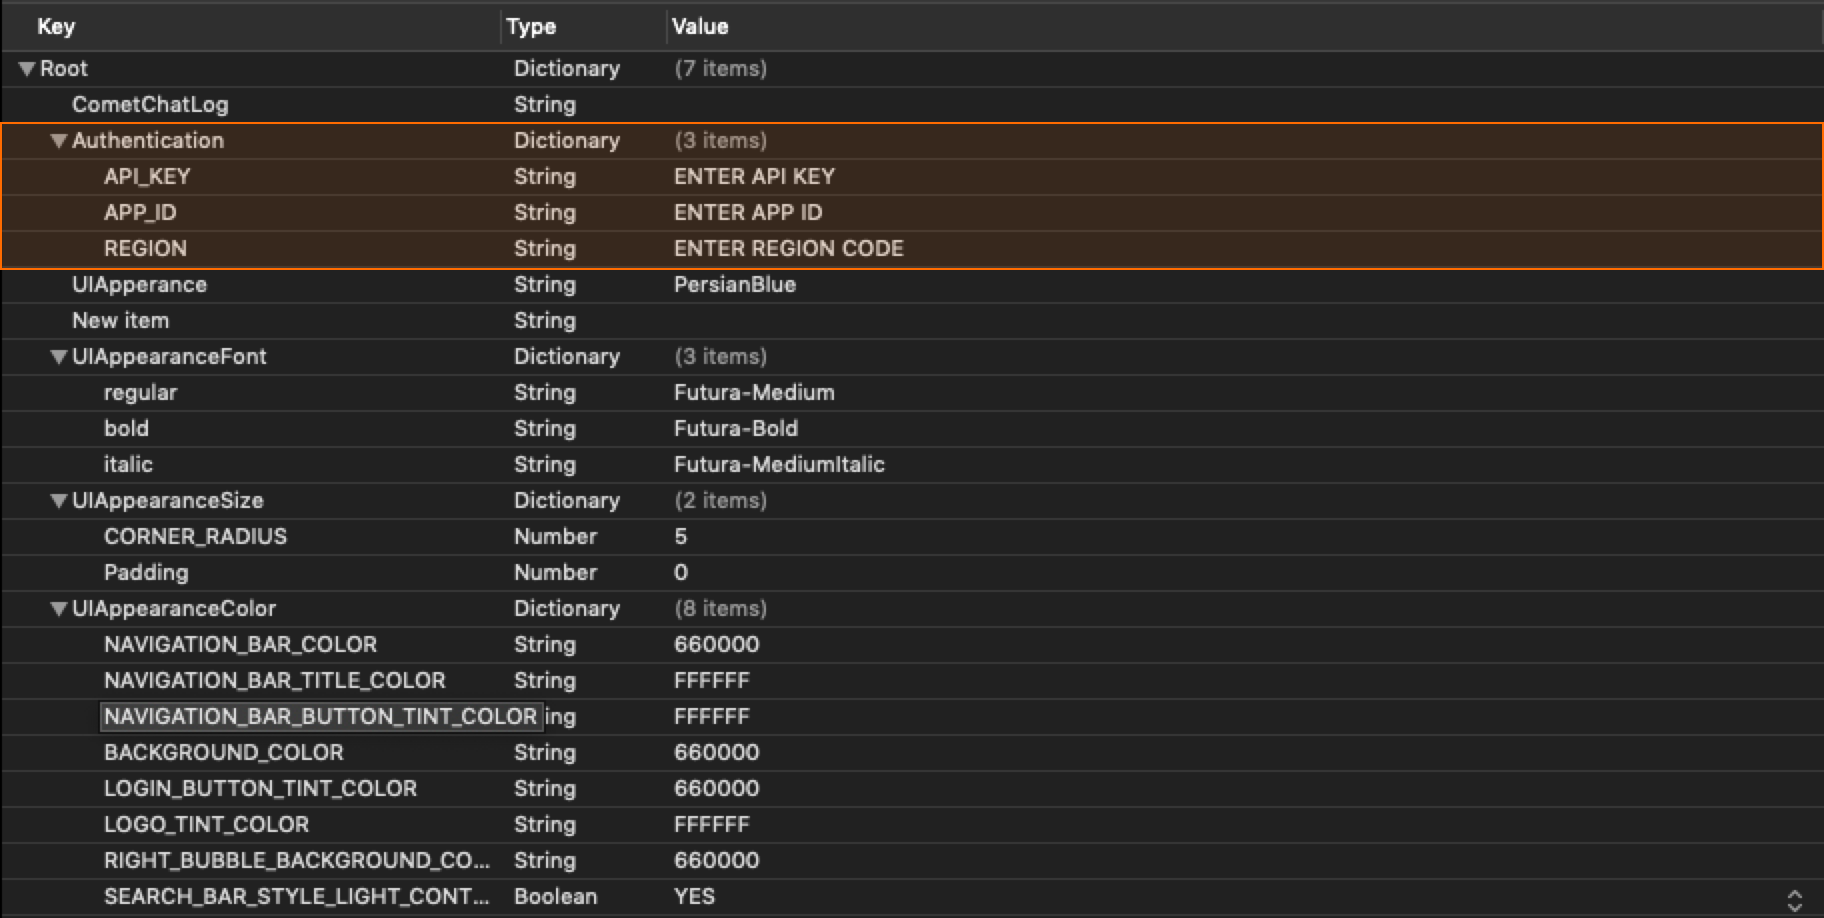 Key Type Value
Root Dictionary (7 items)
CometChatLog String
Authentication Dictionary (3 items)
API_KEY String ENTER API KEY
APP_ID String ENTER APP ID
REGION String ENTER REGION CODE
UIApperance String PersianBlue
New item String
UIAppearanceFont Dictionary (3 items)
regular String Futura-Medium
bold String Futura-Bold
italic String Futura-MediumItalic
UIAppearanceSize Dictionary (2 items)
CORNER_RADIUS Number 5
Padding Number 0
UIAppearanceColor Dictionary (8 items)
NAVIGATION_BAR_COLOR String 660000
NAVIGATION_BAR_TITLE_COLOR String FFFFFF
NAVIGATION_BAR_BUTTON_TINT_COLOR ing FFFFFF
BACKGROUND_COLOR String 660000
LOGIN_BUTTON_TINT_COLOR String 660000
LOGO_TINT_COLOR String FFFFFF
RIGHT_BUBBLE_BACKGROUND_CO... String 660000
SEARCH_BAR_STYLE_LIGHT_CONT... Boolean YES